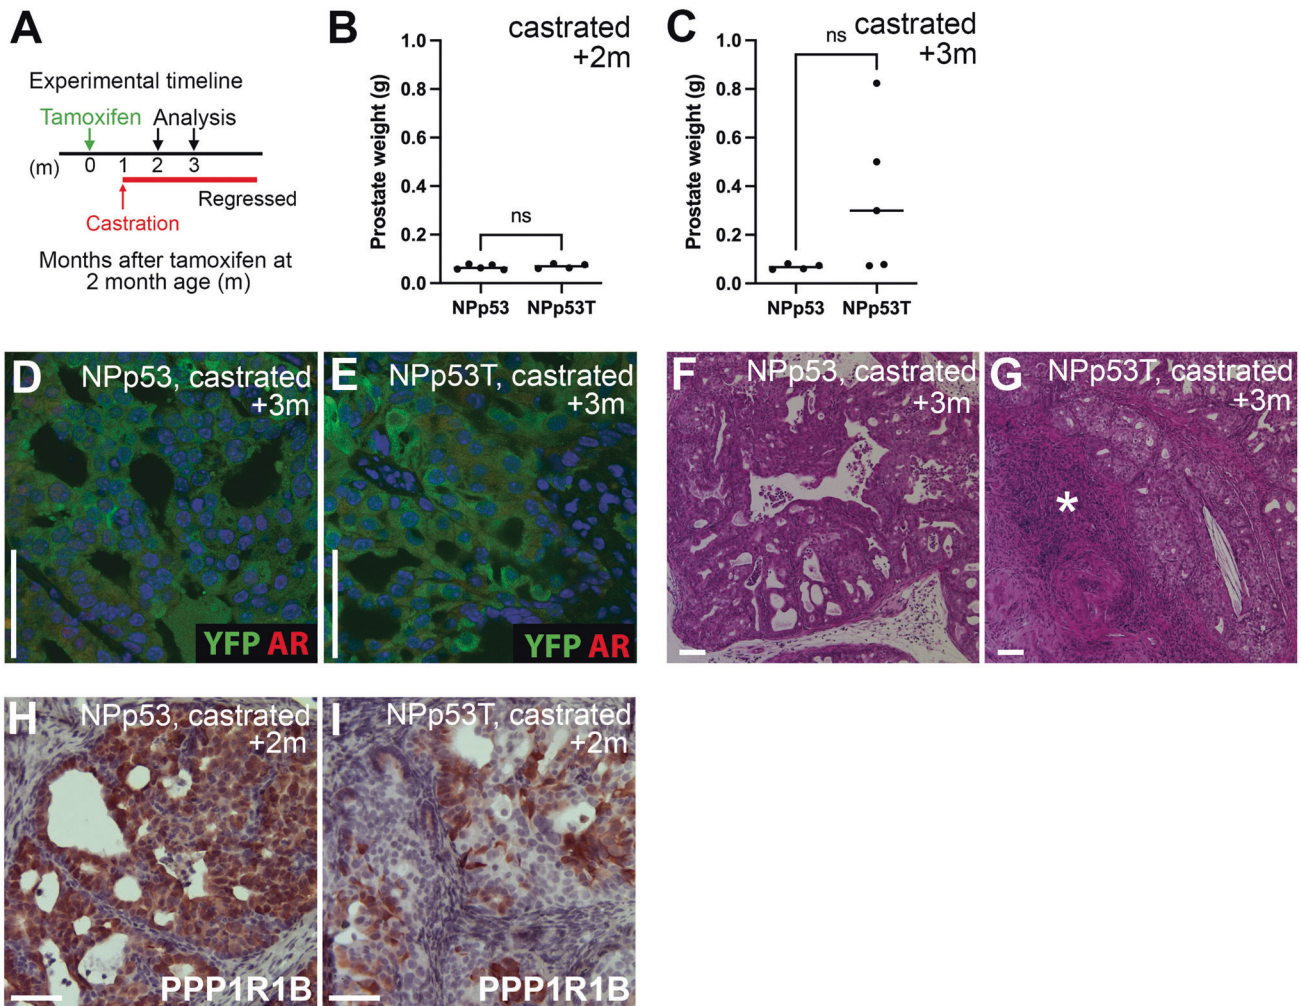 A
Experimental timeline
Tamoxifen Analysis
(m) 0 1 2 3
Regressed
Castration
Months after tamoxifen at
2 month age (m)
B
castrated
+2m
Prostate weight (g)
1.0
0.8
0.6
0.4
0.2
0.0
ns
NPp53 NPp53T
C
castrated
+3m
Prostate weight (g)
1.0
0.8
0.6
0.4
0.2
0.0
ns
NPp53 NPp53T
D
NPp53, castrated
+3m
YFP AR
E
NPp53T, castrated
+3m
YFP AR
F
NPp53, castrated
+3m
G
NPp53T, castrated
+3m
*
H
NPp53, castrated
+2m
PPP1R1B
I
NPp53T, castrated
+2m
PPP1R1B